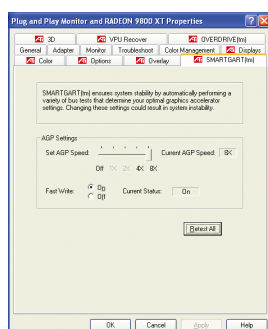 Plug and Play Monitor and RADEON 9800 XT Properties
3D VPU Recover OVERDRIVE(tm)
General Adapter Monitor Troubleshoot Color Management Displays
Color Options Overlay SMARTGART(tm)
SMARTGART(tm) ensures system stability by automatically performing a
variety of bus tests that determine your optimal graphics accelerator
settings. Changing these settings could result in system instability.
AGP Settings
Set AGP Speed: Current AGP Speed: 8X
Off 1X 2X 4X 8X
Fast Write: On Current Status: On
Off
Retest All
OK Cancel Apply Help